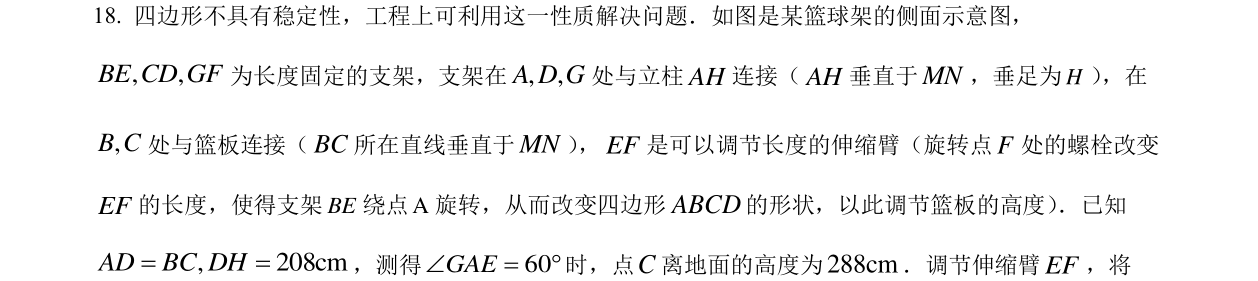 18. 四边形不具有稳定性，工程上可利用这一性质解决问题．如图是某篮球架的侧面示意图，
BE,CD,GF 为长度固定的支架，支架在 A,D,G 处与立柱 AH 连接（ AH 垂直于 MN ，垂足为 H ），在
B,C 处与篮板连接（ BC 所在直线垂直于 MN ）， EF 是可以调节长度的伸缩臂（旋转点 F 处的螺栓改变
EF 的长度，使得支架 BE 绕点 A 旋转，从而改变四边形 ABCD 的形状，以此调节篮板的高度）．已知
AD = BC, DH = 208cm ，测得 ∠GAE = 60° 时，点 C 离地面的高度为 288cm ．调节伸缩臂 EF ，将